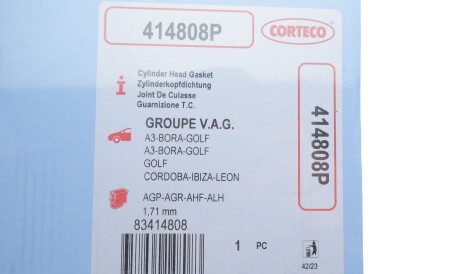 414808P
CORTECO
i
Cylinder Head Gasket
Zylinderkopfdichtung
Joint De Culasse
Guarnizione T.C.
GROUPE V.A.G.
A3-BORA-GOLF
A3-BORA-GOLF
GOLF
CORDOBA-IBIZA-LEON
AGP-AGR-AHF-ALH
1,71 mm
83414808
1 PC
42/23
414808P